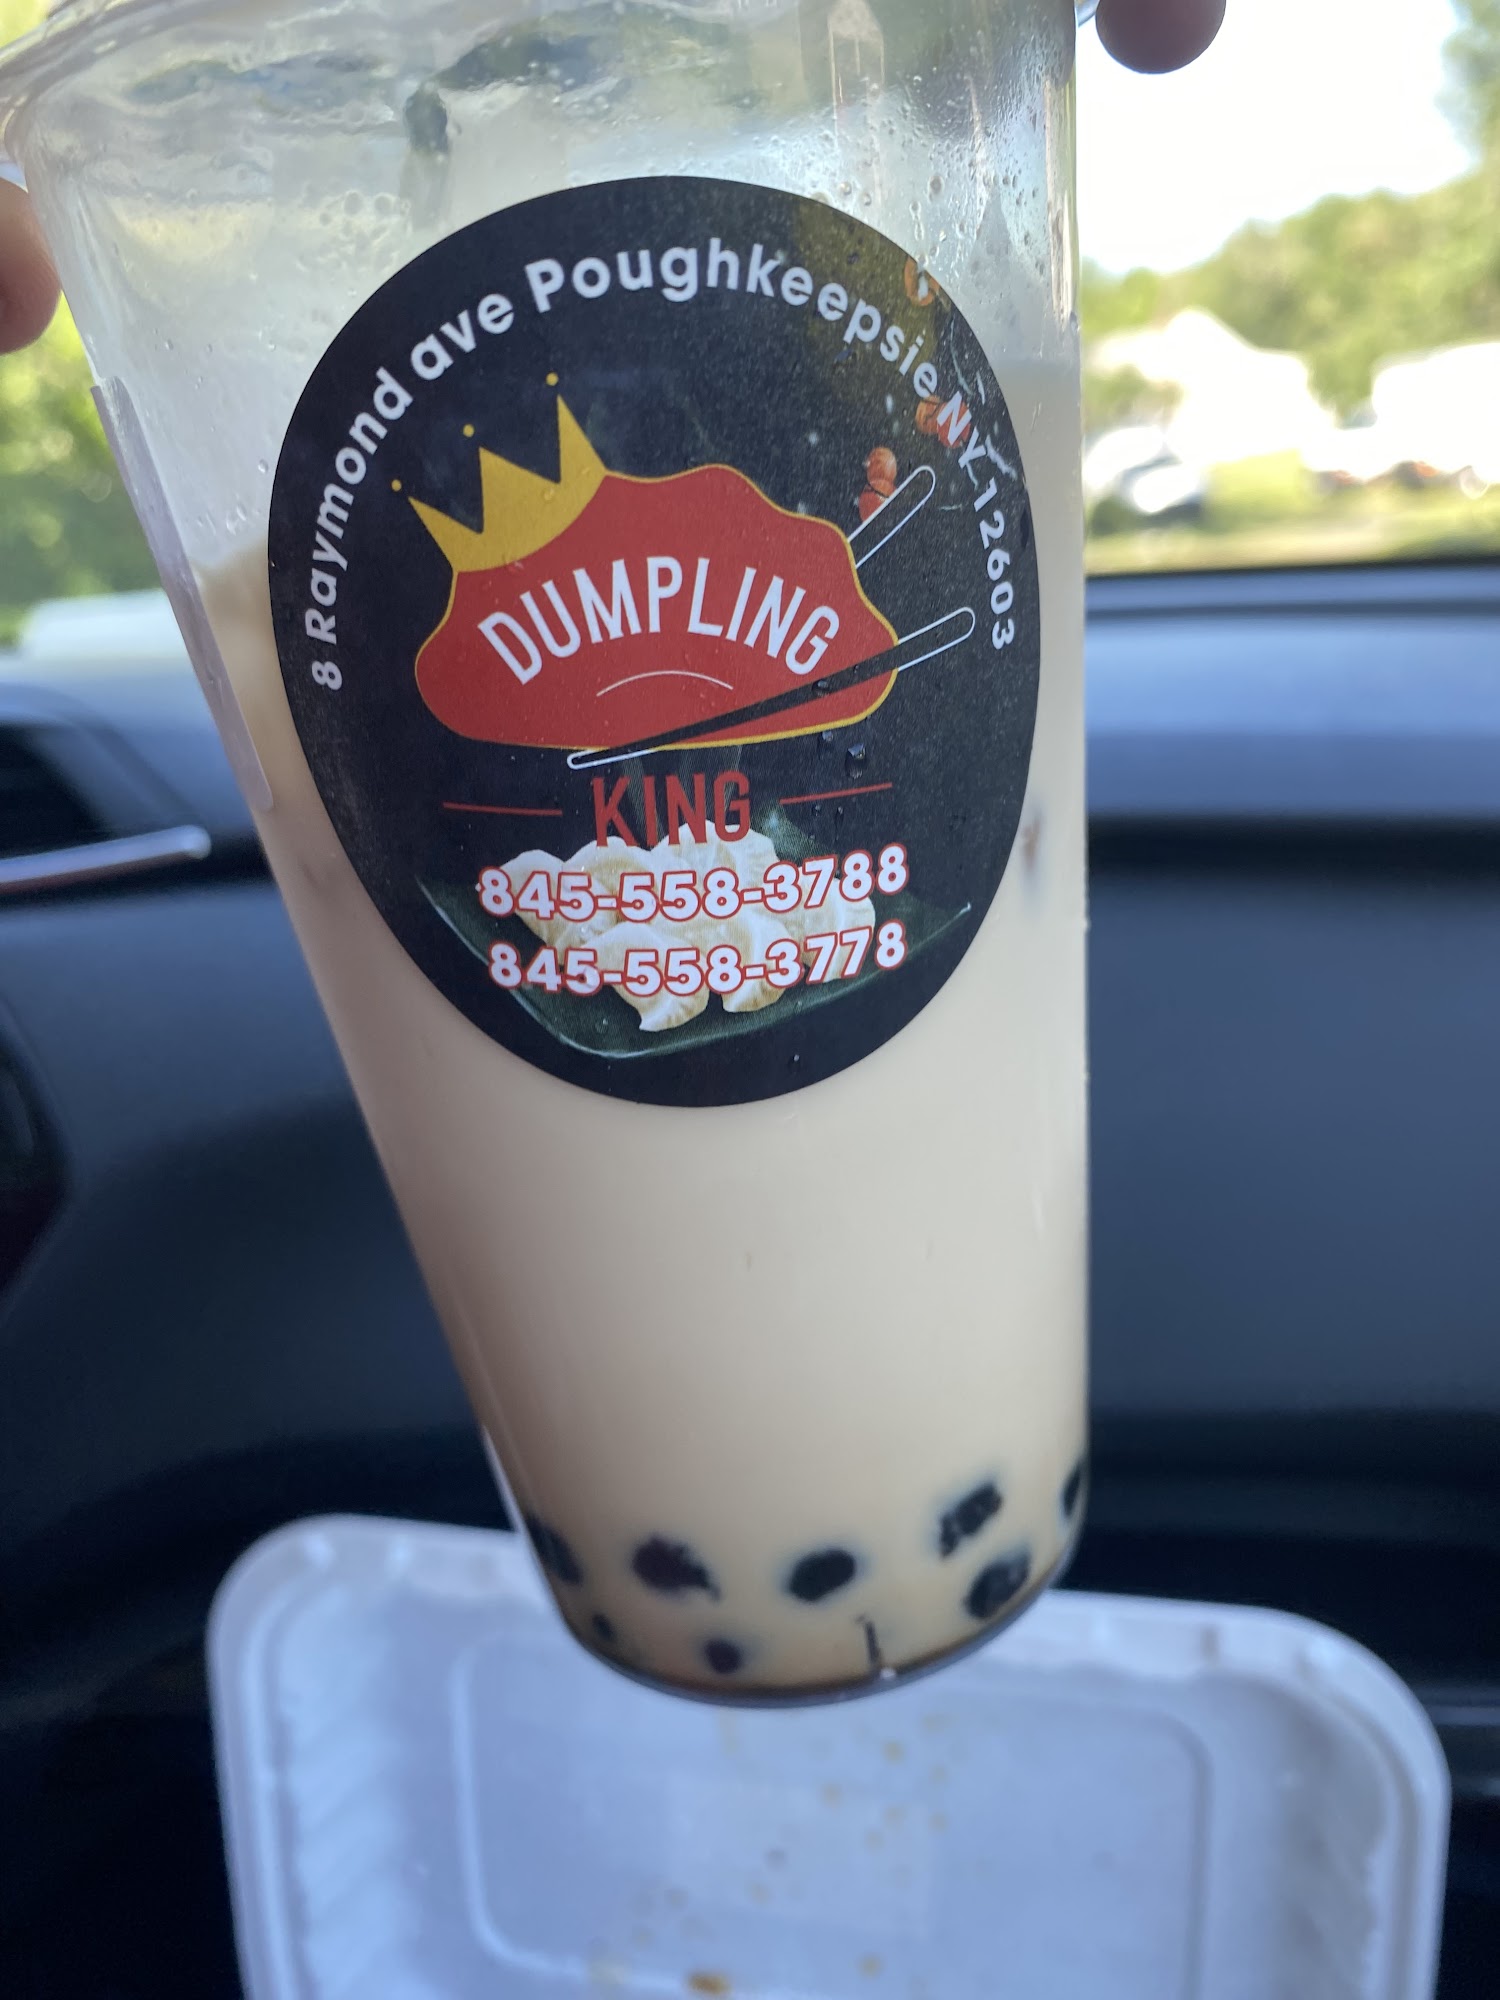 8 Raymond ave Poughkeepsie NY 12603
DUMPLING
KING
845-558-3788
845-558-3778